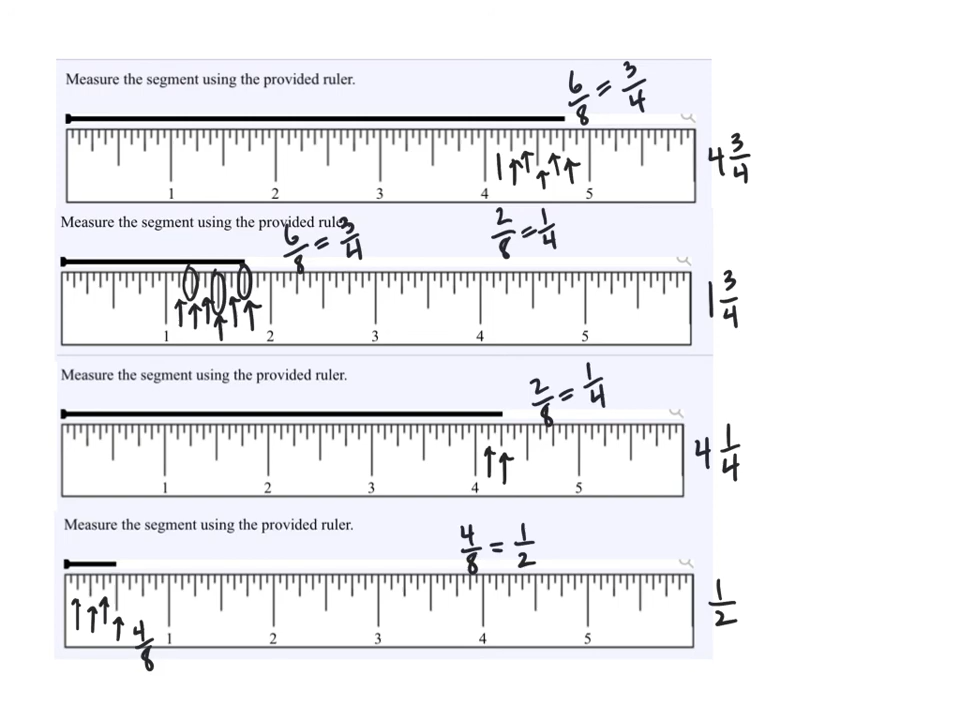 Measure the segment using the provided ruler.
6/8 = 3/4
1 2 3 4 5
4 3/4
Measure the segment using the provided ruler.
6/8 = 3/4
2/8 = 1/4
1 2 3 4 5
1 3/4
Measure the segment using the provided ruler.
2/8 = 1/4
1 2 3 4 5
4 1/4
Measure the segment using the provided ruler.
4/8 = 1/2
4/8
1 2 3 4 5
1/2